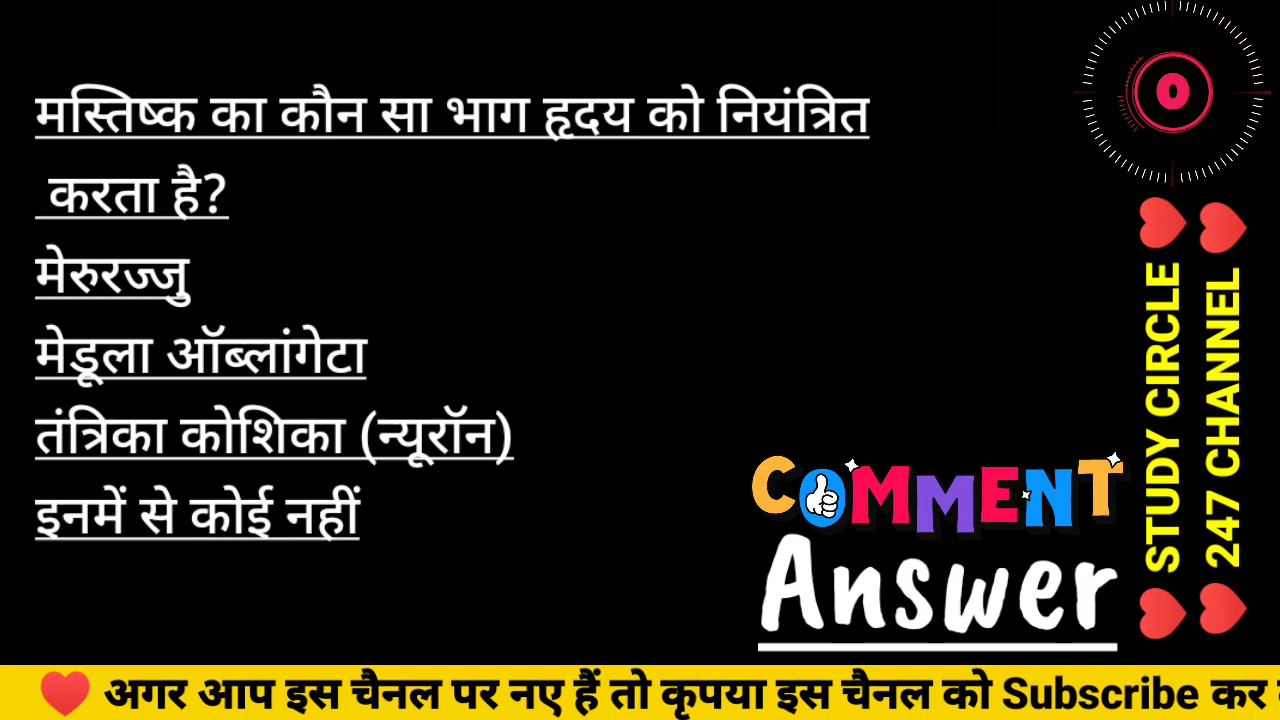 मस्तिष्क का कौन सा भाग हृदय को नियंत्रित
करता है?
मेरुरज्जु
मेडूला ऑब्लांगेटा
तंत्रिका कोशिका (न्यूरॉन)
इनमें से कोई नहीं
0
STUDY CIRCLE
247 CHANNEL
COMMENT
Answer
अगर आप इस चैनल पर नए हैं तो कृपया इस चैनल को Subscribe कर